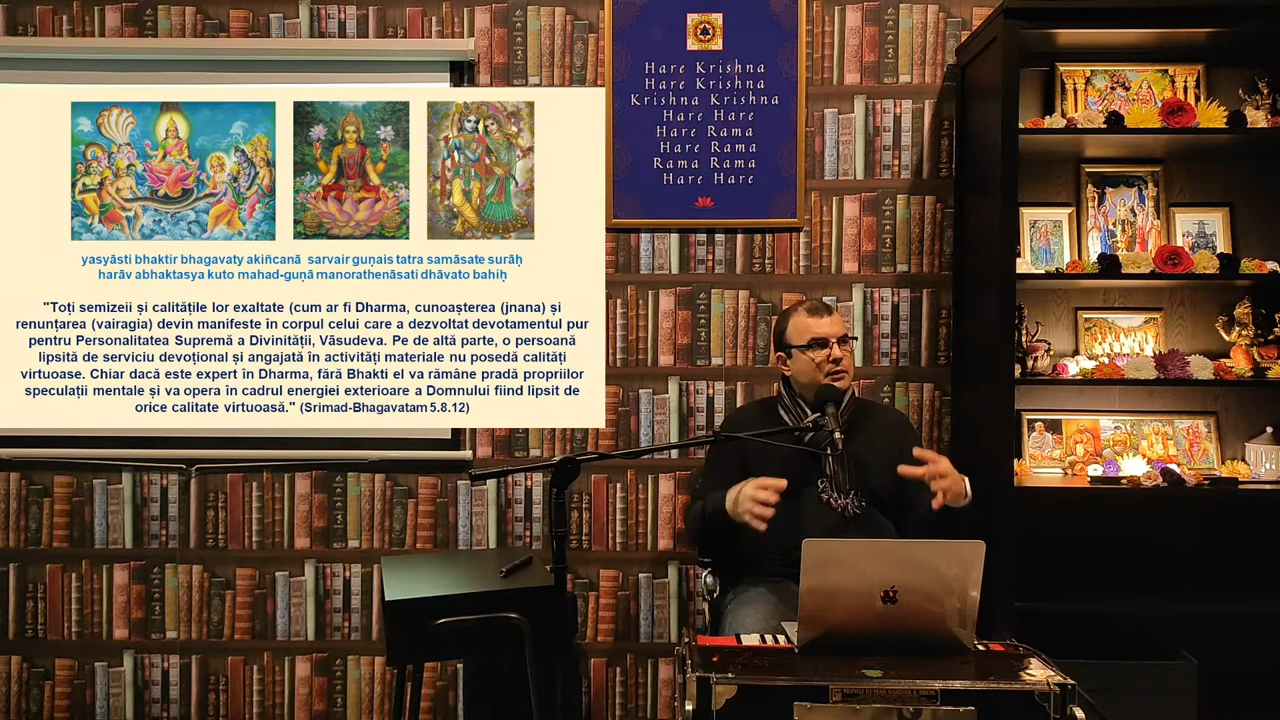 yasyāsti bhaktir bhagavaty akiñcanā sarvair guṇais tatra samāsate surāḥ
harāv abhaktasya kuto mahad-guṇā manorathenāsati dhāvato bahiḥ
"Toți semizeii și calitățile lor exaltate (cum ar fi Dharma, cunoașterea (jnana) și
renunțarea (vairagia) devin manifeste în corpul celui care a dezvoltat devotamentul pur
pentru Personalitatea Supremă a Divinității, Vāsudeva. Pe de altă parte, o persoană
lipsită de serviciu devoțional și angajată în activități materiale nu posedă calități
virtuoase. Chiar dacă este expert în Dharma, fără Bhakti el va rămâne pradă propriilor
speculații mentale și va opera în cadrul energiei exterioare a Domnului fiind lipsit de
orice calitate virtuoasă." (Srimad-Bhagavatam 5.8.12)
Hare Krishna
Hare Krishna
Krishna Krishna
Hare Hare
Hare Rama
Hare Rama
Rama Rama
Hare Hare